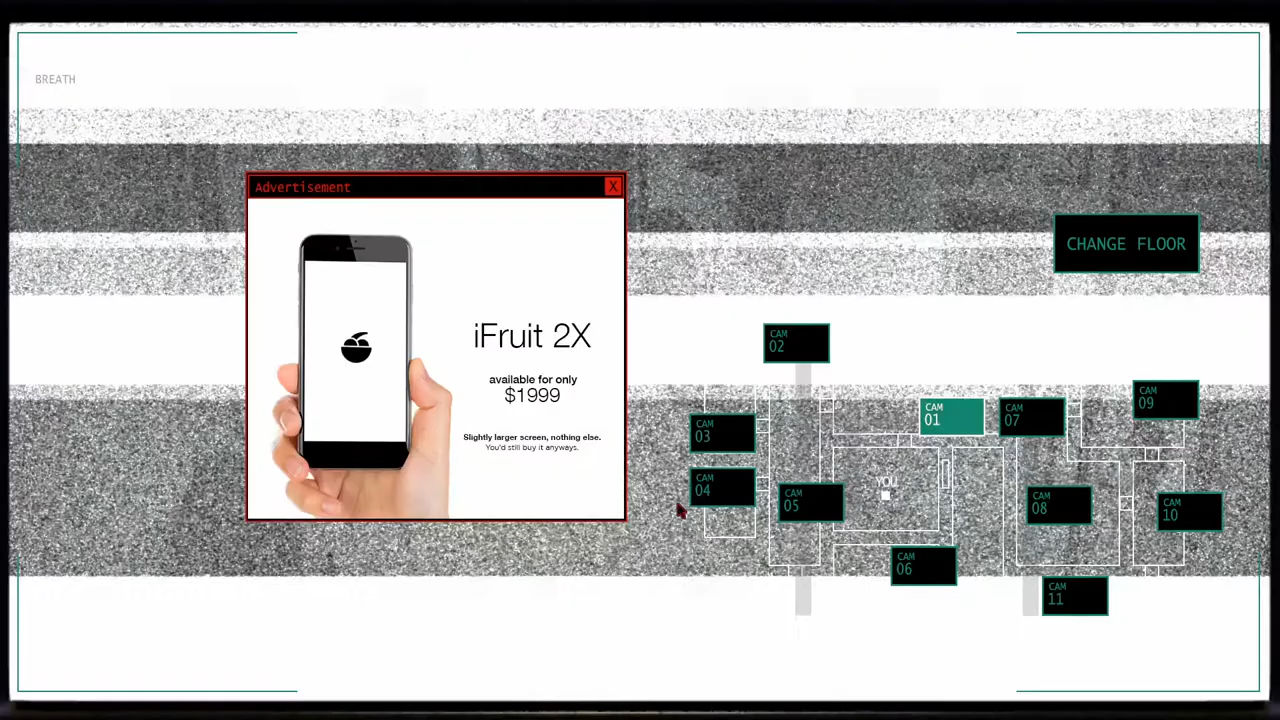 BREATH
Advertisement
X
iFruit 2X
available for only
$1999
Slightly larger screen, nothing else.
You'd still buy it anyways.
CHANGE FLOOR
CAM
02
CAM
09
CAM
01
CAM
07
CAM
03
CAM
04
CAM
05
YOU
CAM
08
CAM
10
CAM
06
CAM
11